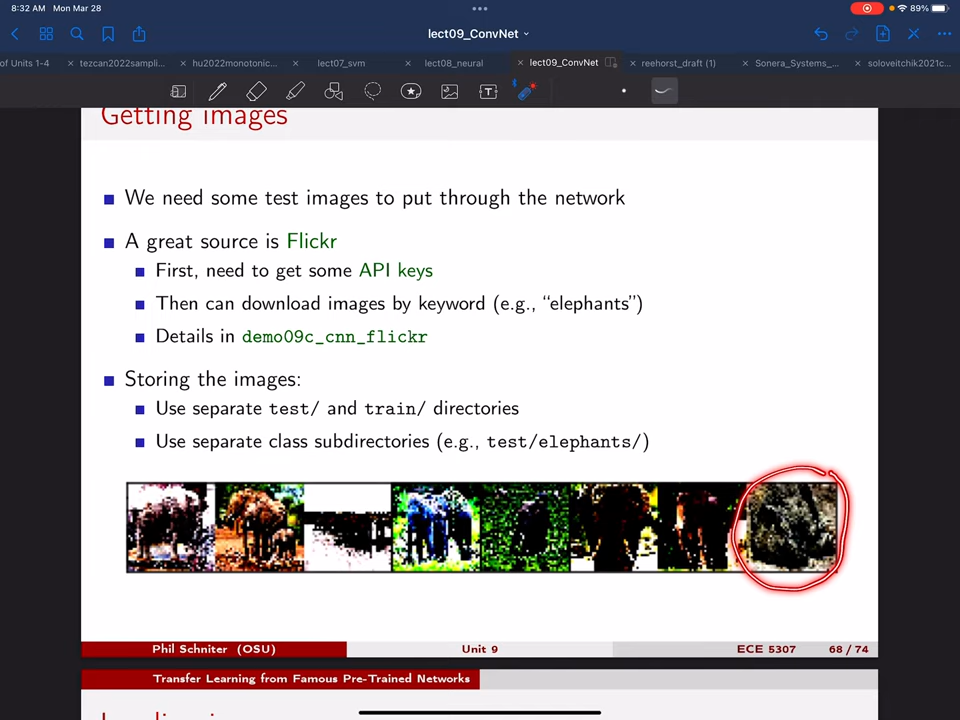 8:32 AM Mon Mar 28
89%
lect09_ConvNet
of Units 1-4
tezcan2022sampli...
hu2022monotonic...
lect07_svm
lect08_neural
lect09_ConvNet
reehorst_draft (1)
Sonera_Systems_...
soloveitchik2021c...
Getting images
We need some test images to put through the network
A great source is Flickr
First, need to get some API keys
Then can download images by keyword (e.g., “elephants”)
Details in demo09c_cnn_flickr
Storing the images:
Use separate test/ and train/ directories
Use separate class subdirectories (e.g., test/elephants/)
Phil Schniter (OSU) Unit 9 ECE 5307 68 / 74
Transfer Learning from Famous Pre-Trained Networks